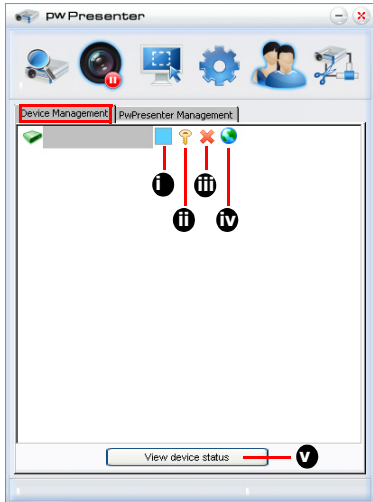 pwPresenter
Device Management PwPresenter Management
i ii iii iv
View device status v